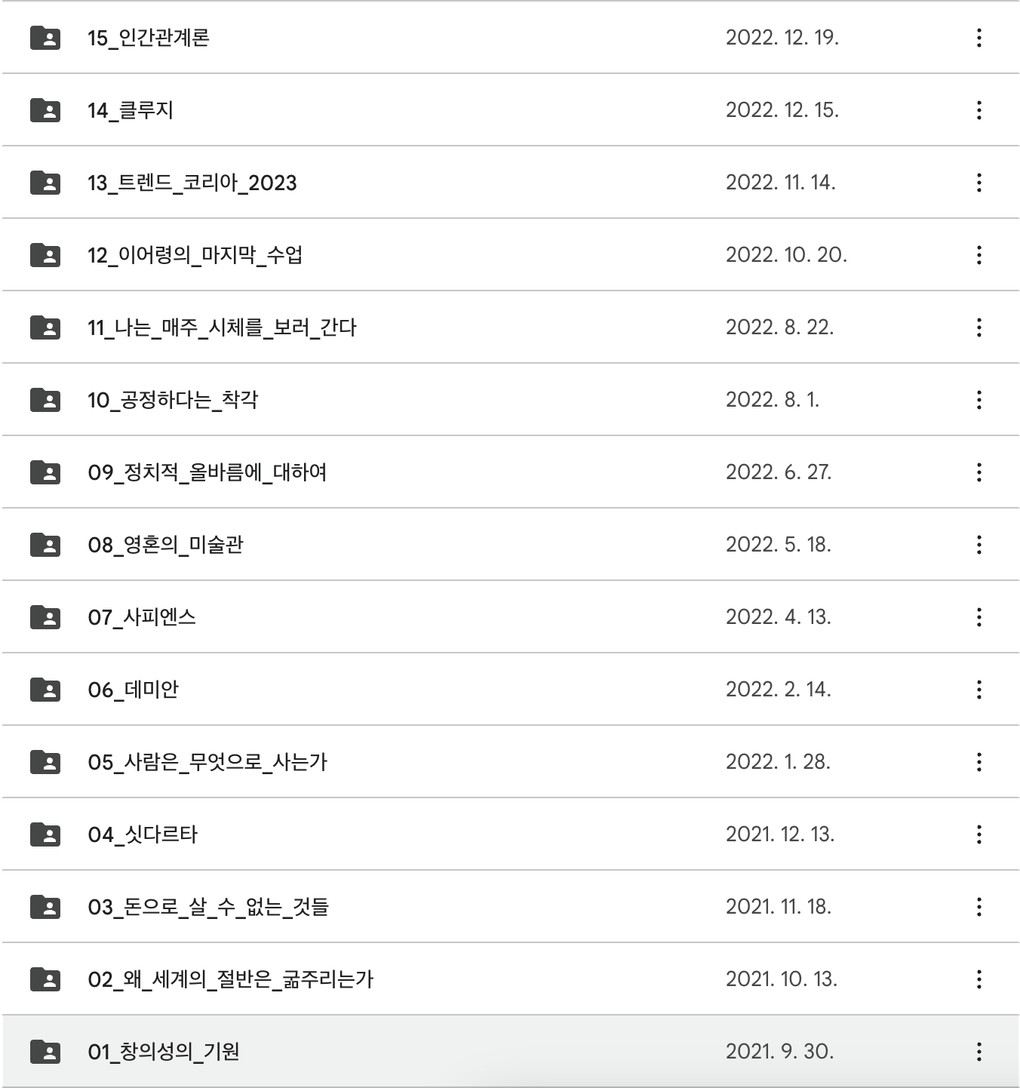 15_인간관계론 2022. 12. 19.
14_클루지 2022. 12. 15.
13_트렌드_코리아_2023 2022. 11. 14.
12_이어령의_마지막_수업 2022. 10. 20.
11_나는_매주_시체를_보러_간다 2022. 8. 22.
10_공정하다는_착각 2022. 8. 1.
09_정치적_올바름에_대하여 2022. 6. 27.
08_영혼의_미술관 2022. 5. 18.
07_사피엔스 2022. 4. 13.
06_데미안 2022. 2. 14.
05_사람은_무엇으로_사는가 2022. 1. 28.
04_싯다르타 2021. 12. 13.
03_돈으로_살_수_없는_것들 2021. 11. 18.
02_왜_세계의_절반은_굶주리는가 2021. 10. 13.
01_창의성의_기원 2021. 9. 30.